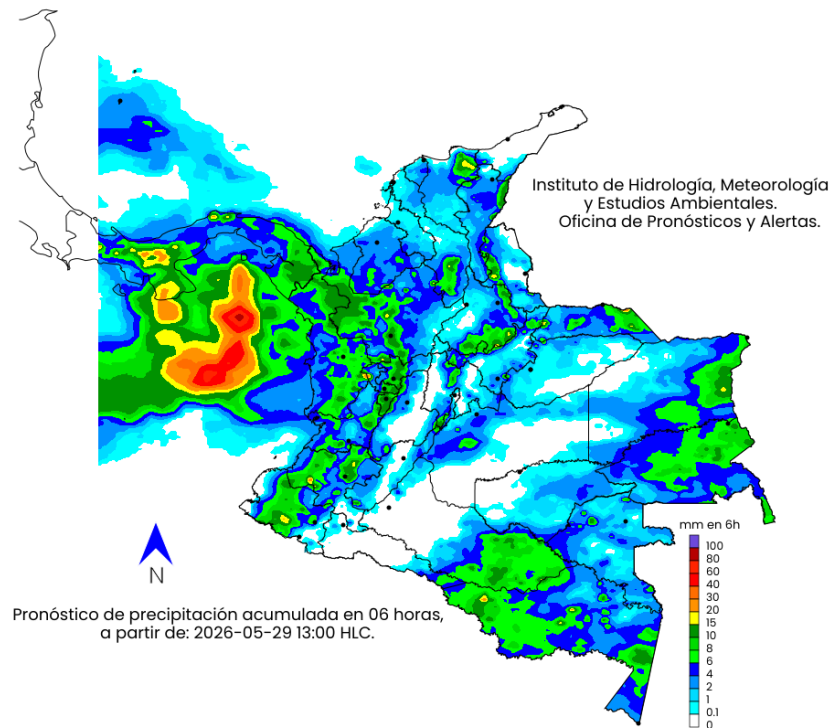 Instituto de Hidrología, Meteorología
y Estudios Ambientales.
Oficina de Pronósticos y Alertas.
N
Pronóstico de precipitación acumulada en 06 horas,
a partir de: 2026-05-29 13:00 HLC.
mm en 6h
100
80
60
40
30
20
15
10
8
6
4
2
1
0.1
0